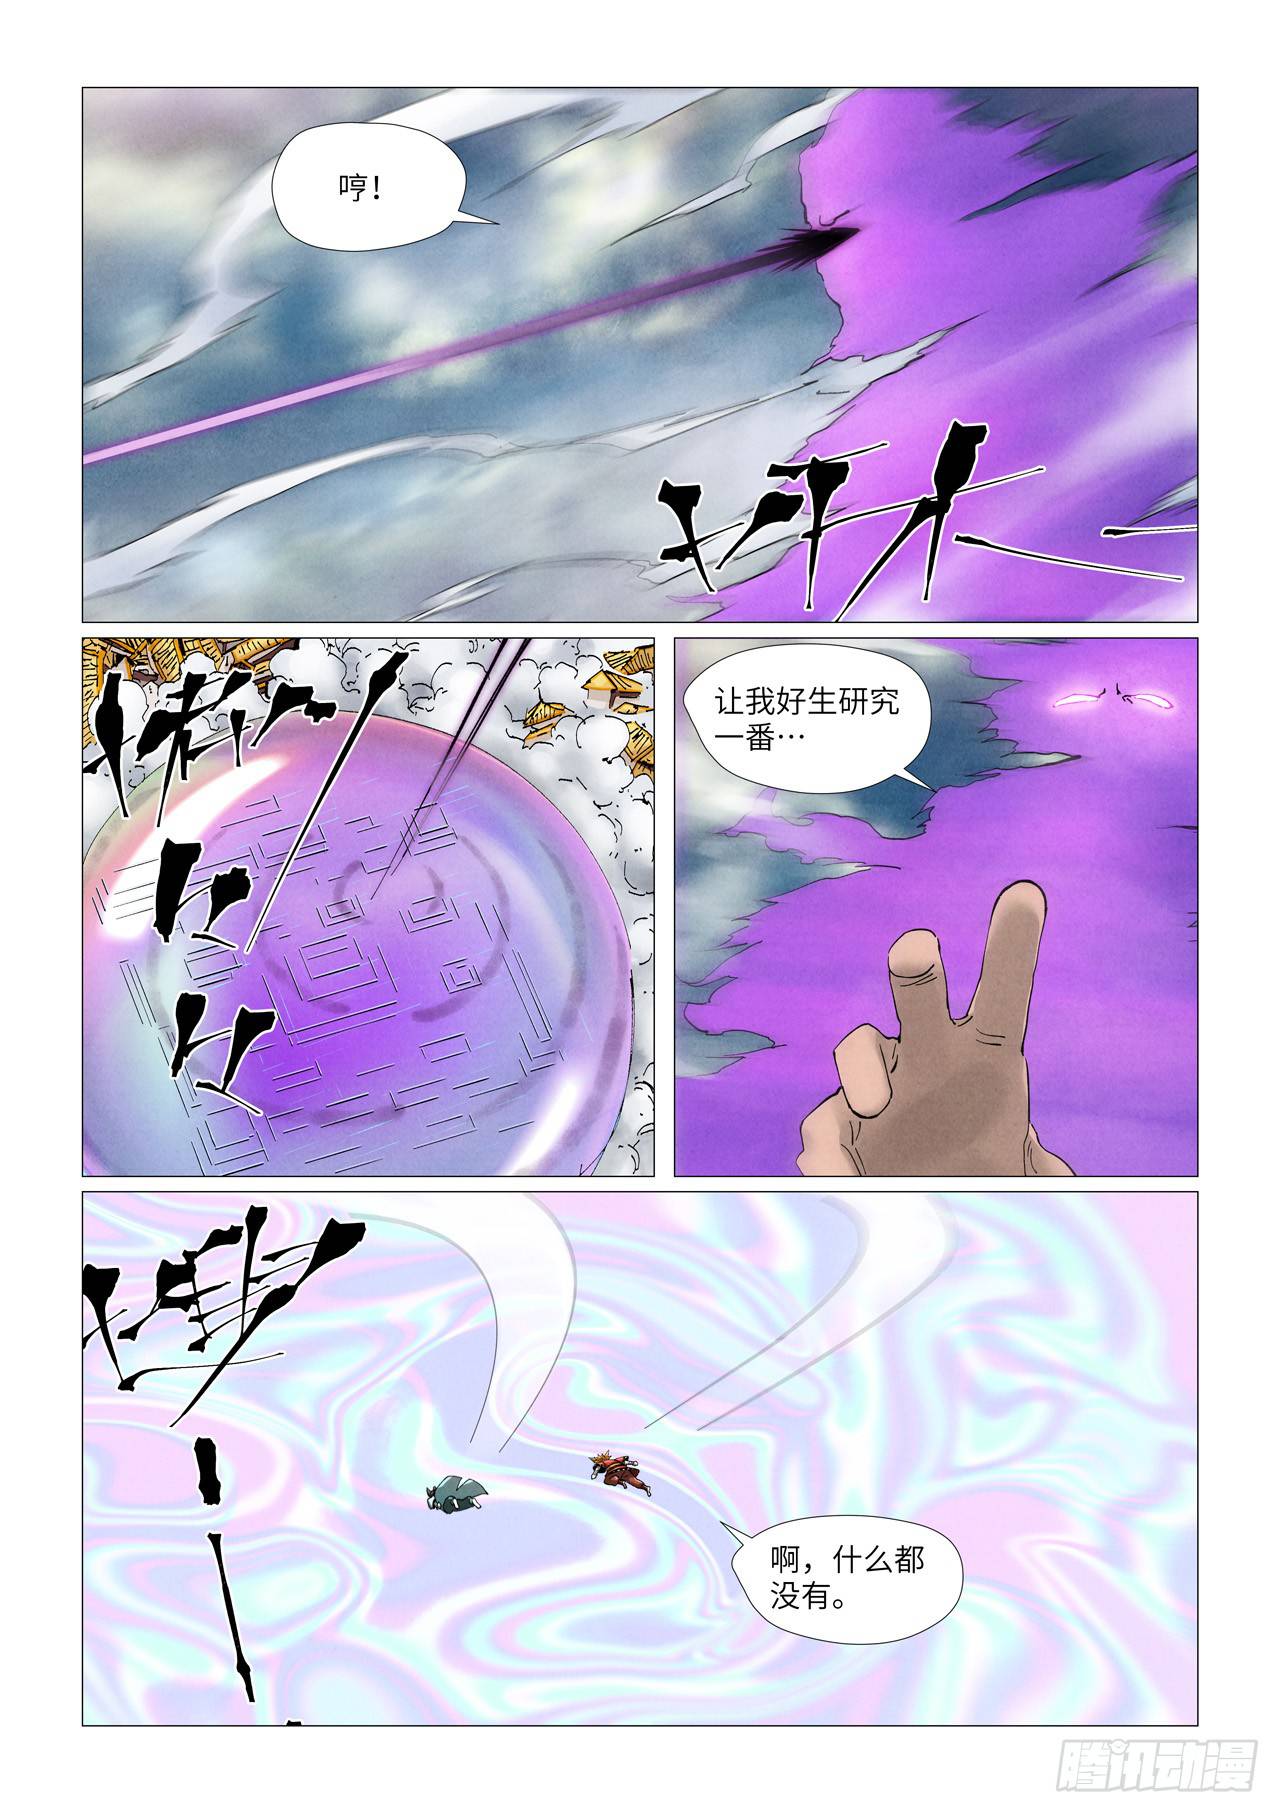 哼！
让我好生研究
一番…
啊，什么都
没有。
腾讯动漫